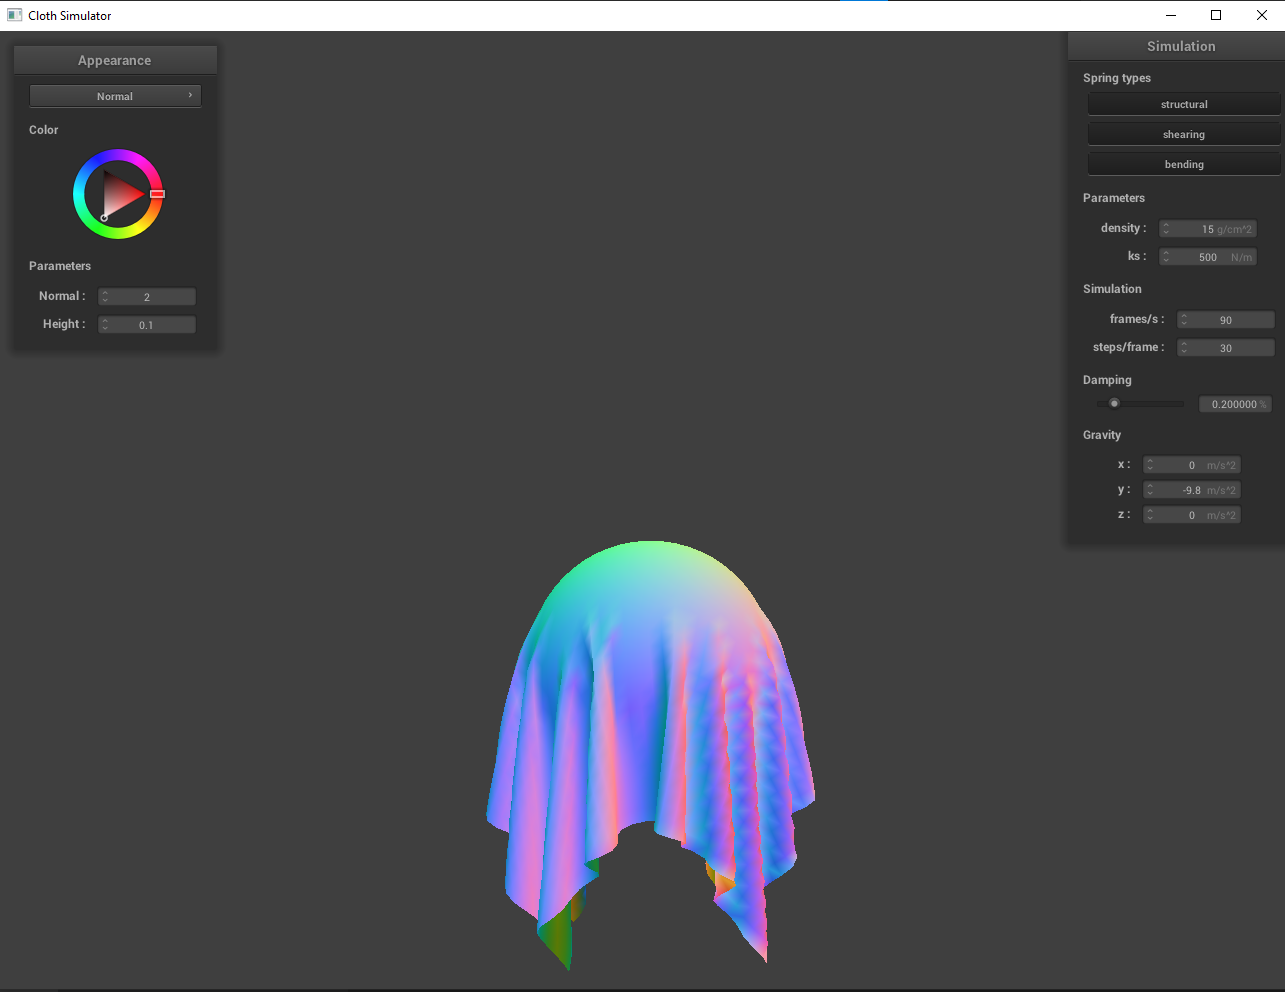 Cloth Simulator
Appearance
Normal
Color
Parameters
Normal : 2
Height : 0.1
Simulation
Spring types
structural
shearing
bending
Parameters
density : 15 g/cm^2
ks : 500 N/m
Simulation
frames/s : 90
steps/frame : 30
Damping
0.200000 %
Gravity
x : 0 m/s^2
y : -9.8 m/s^2
z : 0 m/s^2